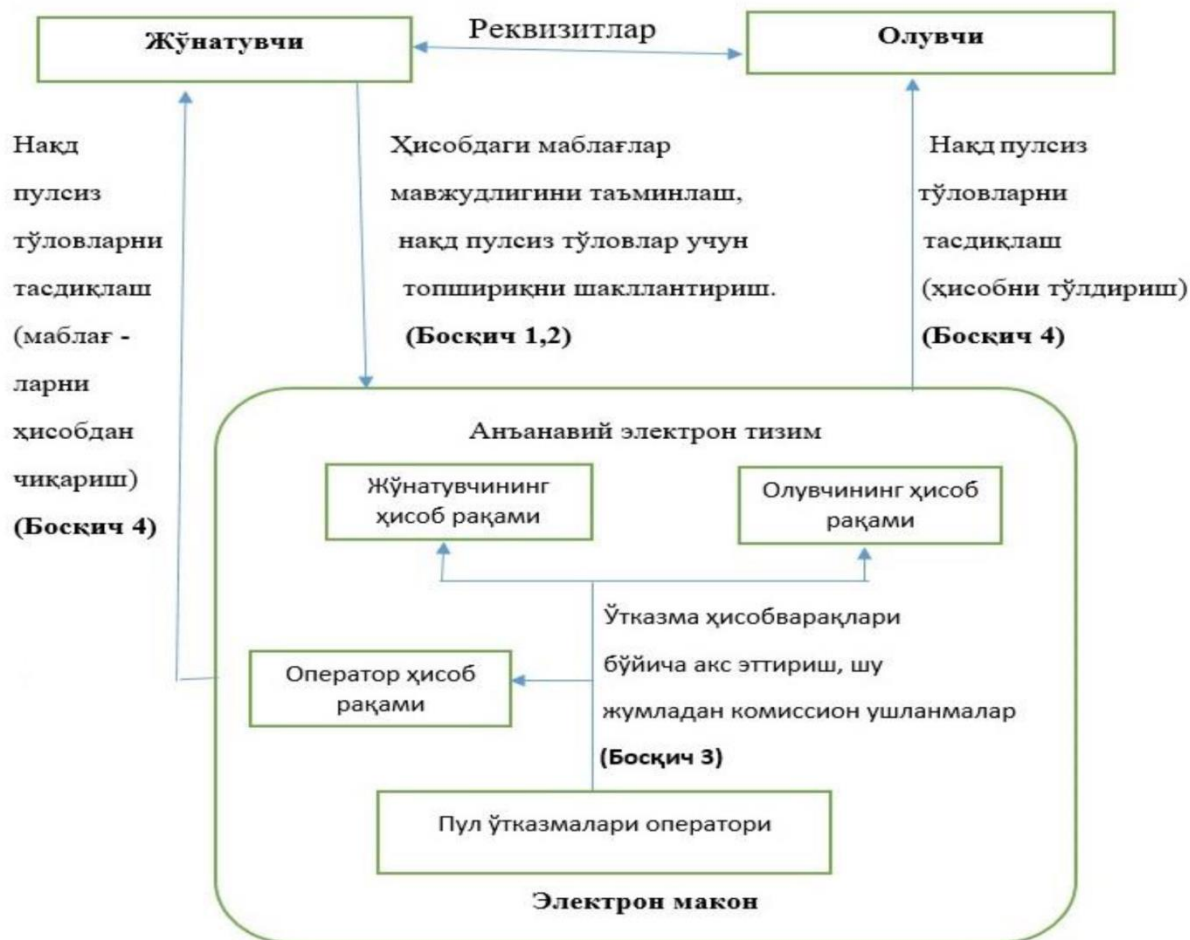 Жўнатувчи
Реквизитлар
Олувчи
Нақд
пулсиз
тўловларни
тасдиқлаш
(маблағ -
ларни
ҳисобдан
чиқариш)
(Босқич 4)
Ҳисобдаги маблағлар
мавжудлигини таъминлаш,
нақд пулсиз тўловлар учун
топшириқни шакллантириш.
(Босқич 1,2)
Нақд пулсиз
тўловларни
тасдиқлаш
(ҳисобни тўлдириш)
(Босқич 4)
Анъанавий электрон тизим
Жўнатувчининг
ҳисоб рақами
Олувчининг ҳисоб
рақами
Ўтказма ҳисобварақлари
бўйича акс эттириш, шу
жумладан комиссион ушланмалар
(Босқич 3)
Оператор ҳисоб
рақами
Пул ўтказмалари оператори
Электрон макон